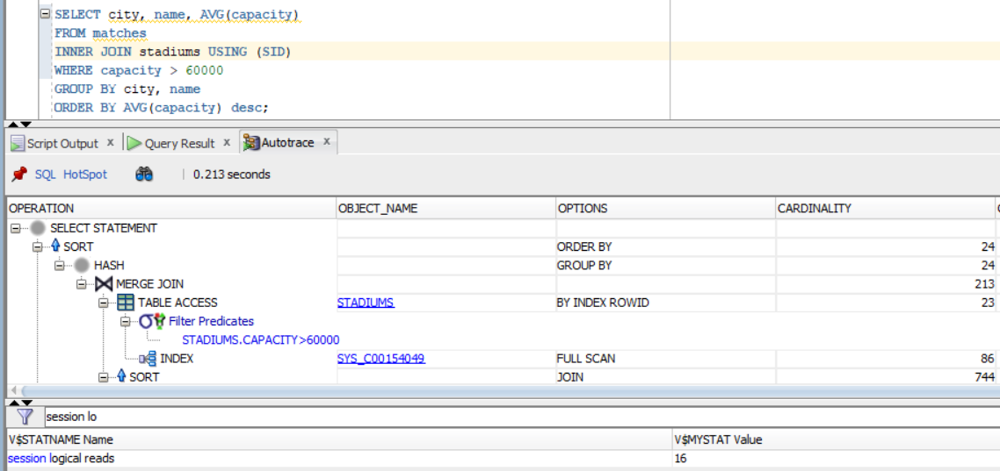 SELECT city, name, AVG(capacity)
FROM matches
INNER JOIN stadiums USING (SID)
WHERE capacity > 60000
GROUP BY city, name
ORDER BY AVG(capacity) desc;
Script Output x Query Result x Autotrace x
SQL HotSpot 0.213 seconds
OPERATION OBJECT_NAME OPTIONS CARDINALITY
SELECT STATEMENT
SORT ORDER BY 24
HASH GROUP BY 24
MERGE JOIN 213
TABLE ACCESS STADIUMS BY INDEX ROWID 23
Filter Predicates
STADIUMS.CAPACITY>60000
INDEX SYS_C00154049 FULL SCAN 86
SORT JOIN 744
session lo
V$STATNAME Name V$MYSTAT Value
session logical reads 16